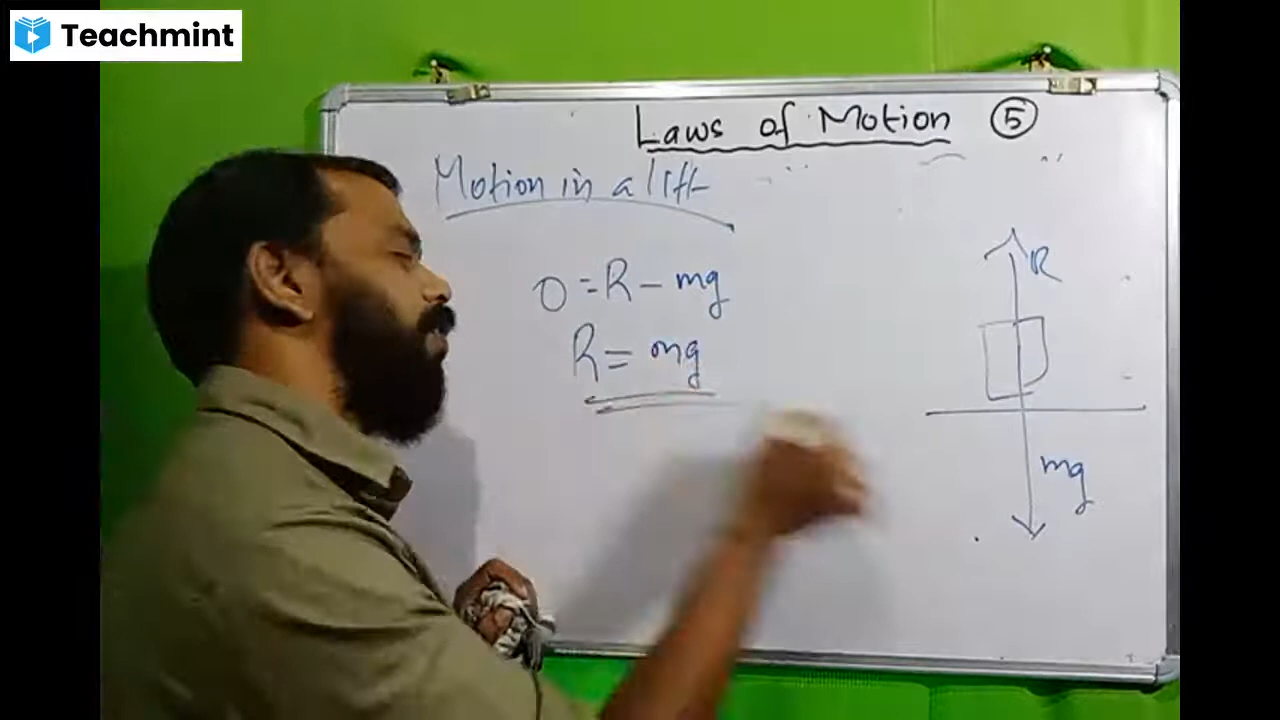 Teachmint
Laws of Motion ⑤
Motion in a lift
0 = R - mg
R = mg
R
mg